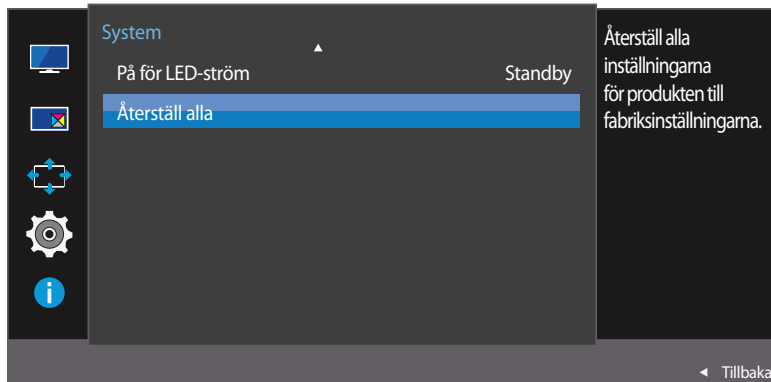 System
På för LED-ström Standby
Återställ alla
Återställ alla
inställningarna
för produkten till
fabriksinställningarna.
Tillbaka